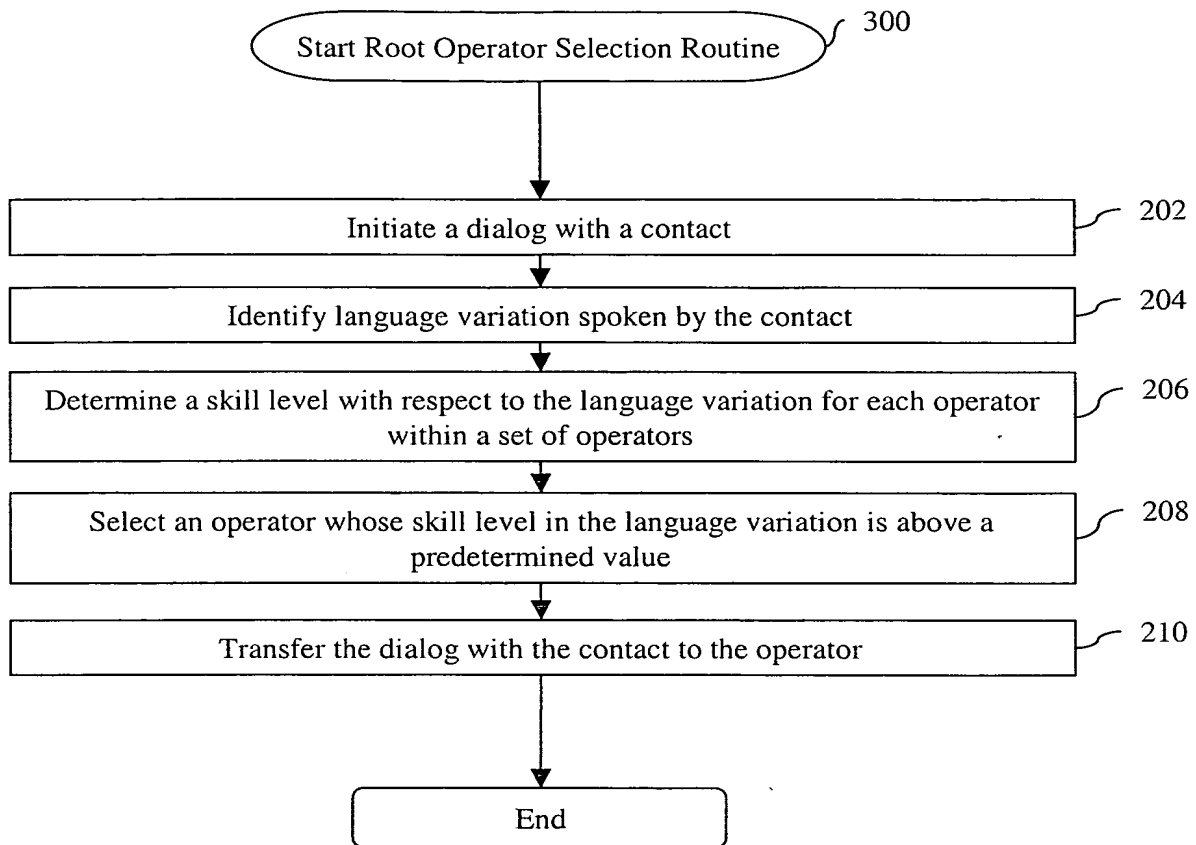 300
Start Root Operator Selection Routine
202
Initiate a dialog with a contact
204
Identify language variation spoken by the contact
206
Determine a skill level with respect to the language variation for each operator
within a set of operators
208
Select an operator whose skill level in the language variation is above a
predetermined value
210
Transfer the dialog with the contact to the operator
End